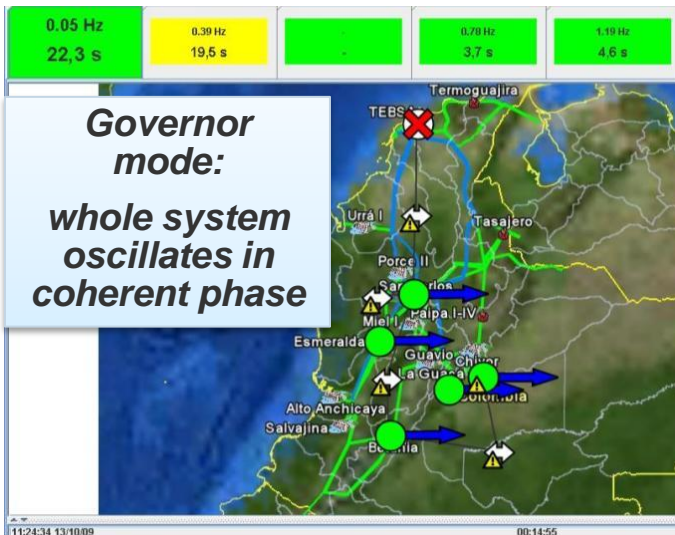 0.05 Hz
22,3 s
0.39 Hz
19,5 s
-
-
0.78 Hz
3,7 s
1.19 Hz
4,6 s
Governor
mode:
whole system
oscillates in
coherent phase
Termoguajira
TEBSA
Urrá I
Tasajero
Porce II
San Carlos
Miel I
Paipa I-IV
Esmeralda
Guavio
Chivor
La Guaca
Colombia
Alto Anchicaya
Salvajina
11:24:34 13/10/09
00:14:55